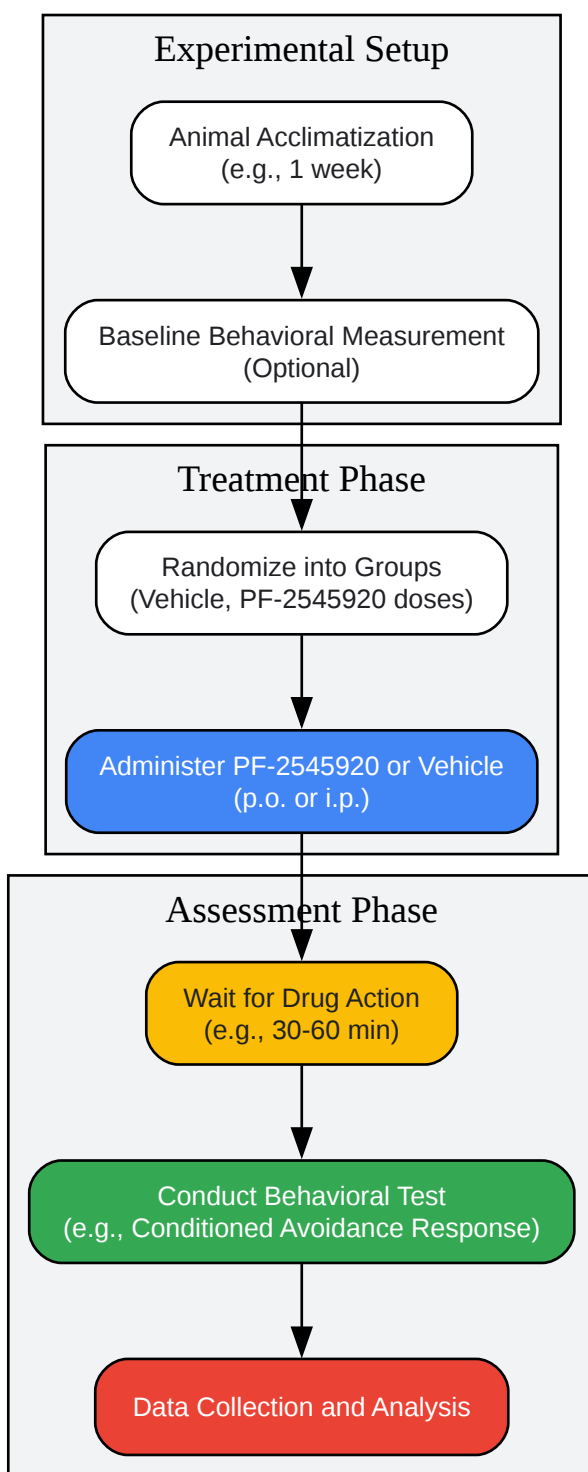 Experimental Setup
Animal Acclimatization
(e.g., 1 week)
Baseline Behavioral Measurement
(Optional)
Treatment Phase
Randomize into Groups
(Vehicle, PF-2545920 doses)
Administer PF-2545920 or Vehicle
(p.o. or i.p.)
Assessment Phase
Wait for Drug Action
(e.g., 30-60 min)
Conduct Behavioral Test
(e.g., Conditioned Avoidance Response)
Data Collection and Analysis